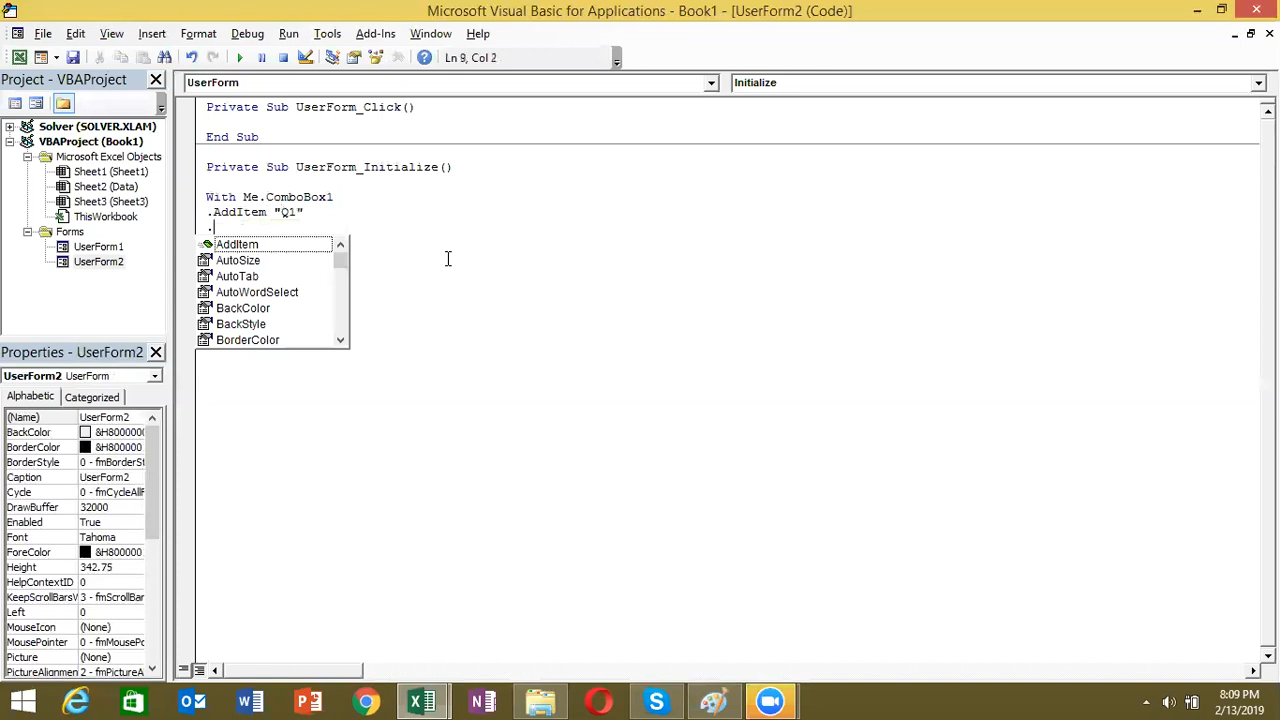 Microsoft Visual Basic for Applications - Book1 - [UserForm2 (Code)]
File Edit View Insert Format Debug Run Tools Add-Ins Window Help
Ln 9, Col 2
Project - VBAProject
UserForm
Initialize
Solver (SOLVER.XLAM)
VBAProject (Book1)
Microsoft Excel Objects
Sheet1 (Sheet1)
Sheet2 (Data)
Sheet3 (Sheet3)
ThisWorkbook
Forms
UserForm1
UserForm2
Private Sub UserForm_Click()
End Sub
Private Sub UserForm_Initialize()
With Me.ComboBox1
.AddItem "Q1"
.
AddItem
AutoSize
AutoTab
AutoWordSelect
BackColor
BackStyle
BorderColor
Properties - UserForm2
UserForm2 UserForm
Alphabetic Categorized
(Name) UserForm2
BackColor &H800000
BorderColor &H800000
BorderStyle 0 - fmBorderSt
Caption UserForm2
Cycle 0 - fmCycleAllF
DrawBuffer 32000
Enabled True
Font Tahoma
ForeColor &H800000
Height 342.75
HelpContextID 0
KeepScrollBarsV 3 - fmScrollBar
Left 0
MouseIcon (None)
MousePointer 0 - fmMousePo
Picture (None)
PictureAlignmen 2 - fmPictureA
8:09 PM
2/13/2019